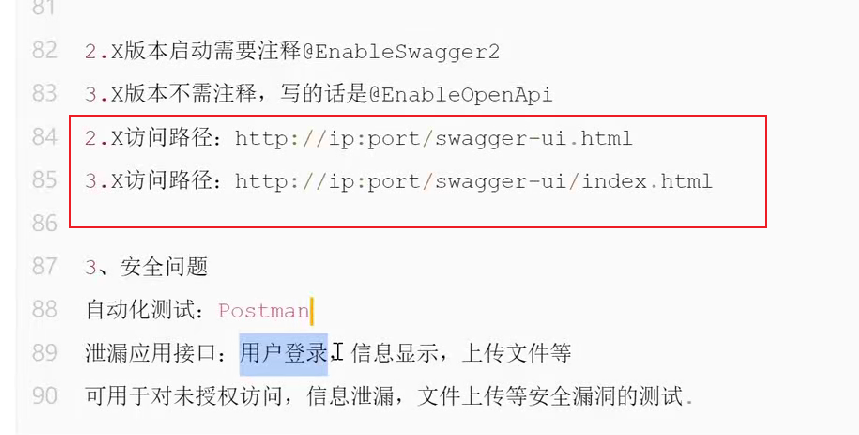 81
82 2.X版本启动需要注释@EnableSwagger2
83 3.X版本不需注释，写的话是@EnableOpenApi
84 2.X访问路径：http://ip:port/swagger-ui.html
85 3.X访问路径：http://ip:port/swagger-ui/index.html
86
87 3、安全问题
88 自动化测试：Postman
89 泄漏应用接口：用户登录，信息显示，上传文件等
90 可用于对未授权访问，信息泄漏，文件上传等安全漏洞的测试.